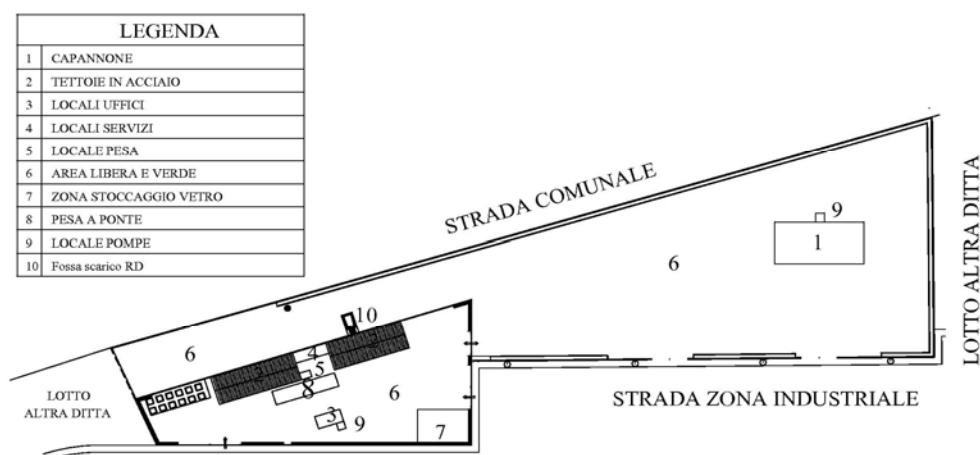 LEGENDA
1 CAPANNONE
2 TETTOIE IN ACCIAIO
3 LOCALI UFFICI
4 LOCALI SERVIZI
5 LOCALE PESA
6 AREA LIBERA E VERDE
7 ZONA STOCCAGGIO VETRO
8 PESA A PONTE
9 LOCALE POMPE
10 Fossa scarico RD
STRADA COMUNALE
LOTTO ALTRA DITTA
9
1
6
10
6
2
4
5
2
8
6
3
9
7
LOTTO
ALTRA DITTA
STRADA ZONA INDUSTRIALE